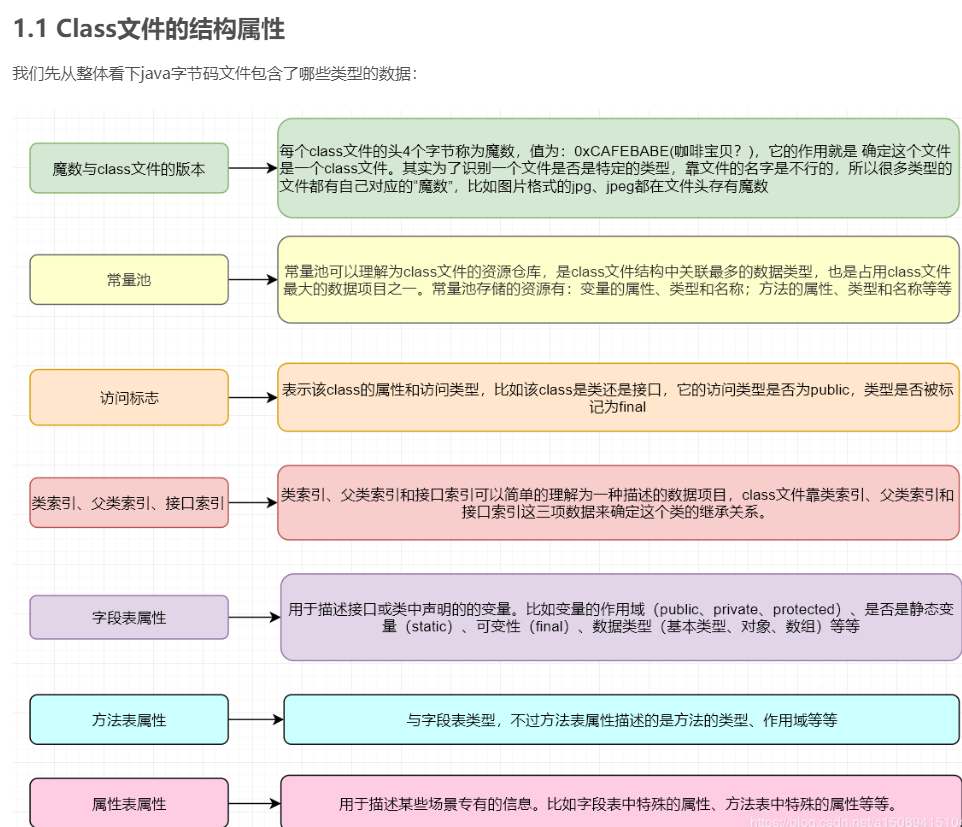 1.1 Class文件的结构属性
我们先从整体看下java字节码文件包含了哪些类型的数据：
魔数与class文件的版本
每个class文件的头4个字节称为魔数，值为：0xCAFEBABE(咖啡宝贝？)，它的作用就是 确定这个文件
是一个class文件。其实为了识别一个文件是否是特定的类型，靠文件的名字是不行的，所以很多类型的
文件都有自己对应的"魔数"，比如图片格式的jpg、jpeg都在文件头存有魔数
常量池
常量池可以理解为class文件的资源仓库，是class文件结构中关联最多的数据类型，也是占用class文件
最大的数据项目之一。常量池存储的资源有：变量的属性、类型和名称；方法的属性、类型和名称等等
访问标志
表示该class的属性和访问类型，比如该class是类还是接口，它的访问类型是否为public，类型是否被标
记为final
类索引、父类索引、接口索引
类索引、父类索引和接口索引可以简单的理解为一种描述的数据项目，class文件靠类索引、父类索引和
接口索引这三项数据来确定这个类的继承关系。
字段表属性
用于描述接口或类中声明的的变量。比如变量的作用域（public、private、protected）、是否是静态变
量（static）、可变性（final）、数据类型（基本类型、对象、数组）等等
方法表属性
与字段表类型，不过方法表属性描述的是方法的类型、作用域等等
属性表属性
用于描述某些场景专有的信息。比如字段表中特殊的属性、方法表中特殊的属性等等。